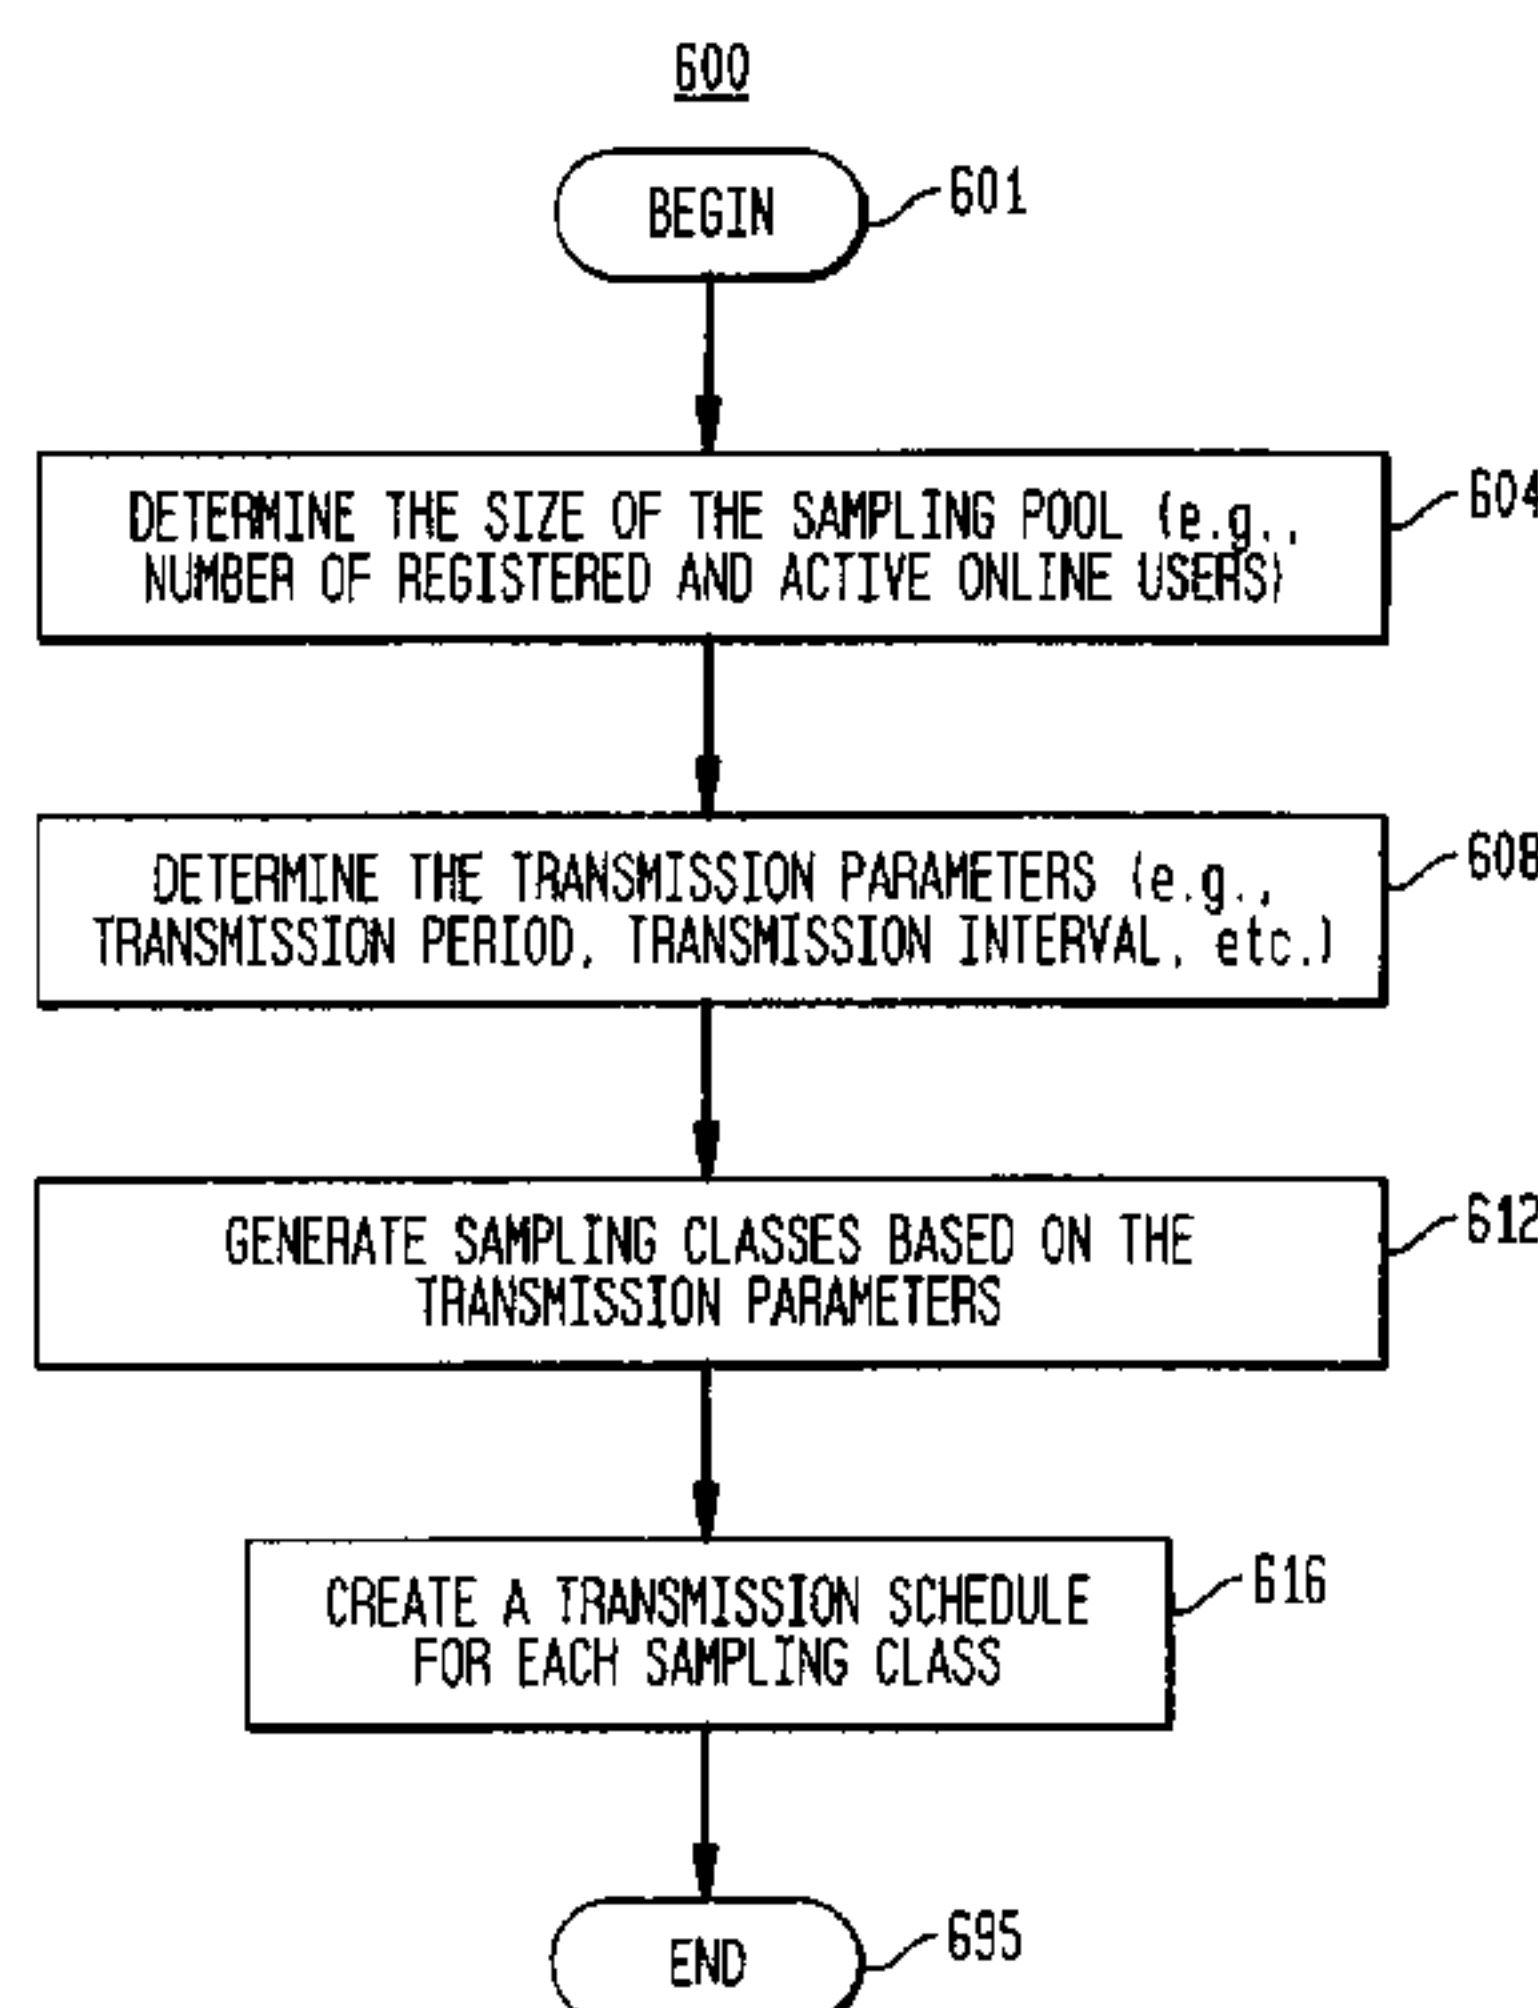 600
BEGIN
601
DETERMINE THE SIZE OF THE SAMPLING POOL (e.g.,
NUMBER OF REGISTERED AND ACTIVE ONLINE USERS)
604
DETERMINE THE TRANSMISSION PARAMETERS (e.g.,
TRANSMISSION PERIOD, TRANSMISSION INTERVAL, etc.)
608
GENERATE SAMPLING CLASSES BASED ON THE
TRANSMISSION PARAMETERS
612
CREATE A TRANSMISSION SCHEDULE
FOR EACH SAMPLING CLASS
616
END
695